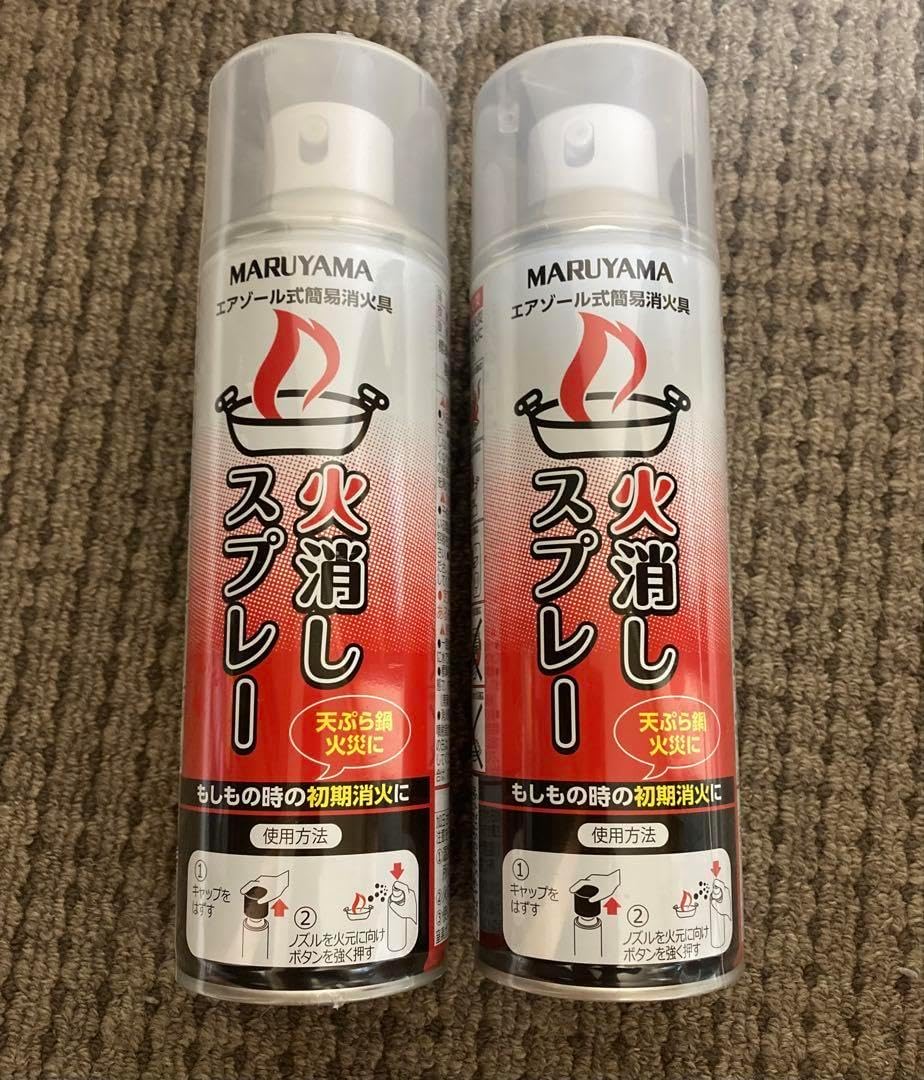 MARUYAMA
エアゾール式簡易消火具
火消し
スプレー
天ぷら鍋
火災に
もしもの時の初期消火に
使用方法
①
キャップを
はずす
②
ノズルを火元に向け
ボタンを強く押す
MARUYAMA
エアゾール式簡易消火具
火消し
スプレー
天ぷら鍋
火災に
もしもの時の初期消火に
使用方法
①
キャップを
はずす
②
ノズルを火元に向け
ボタンを強く押す